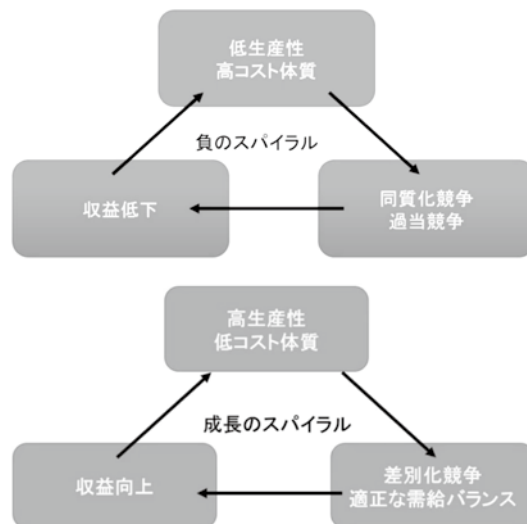 低生産性
高コスト体質
負のスパイラル
収益低下
同質化競争
過当競争
高生産性
低コスト体質
成長のスパイラル
収益向上
差別化競争
適正な需給バランス